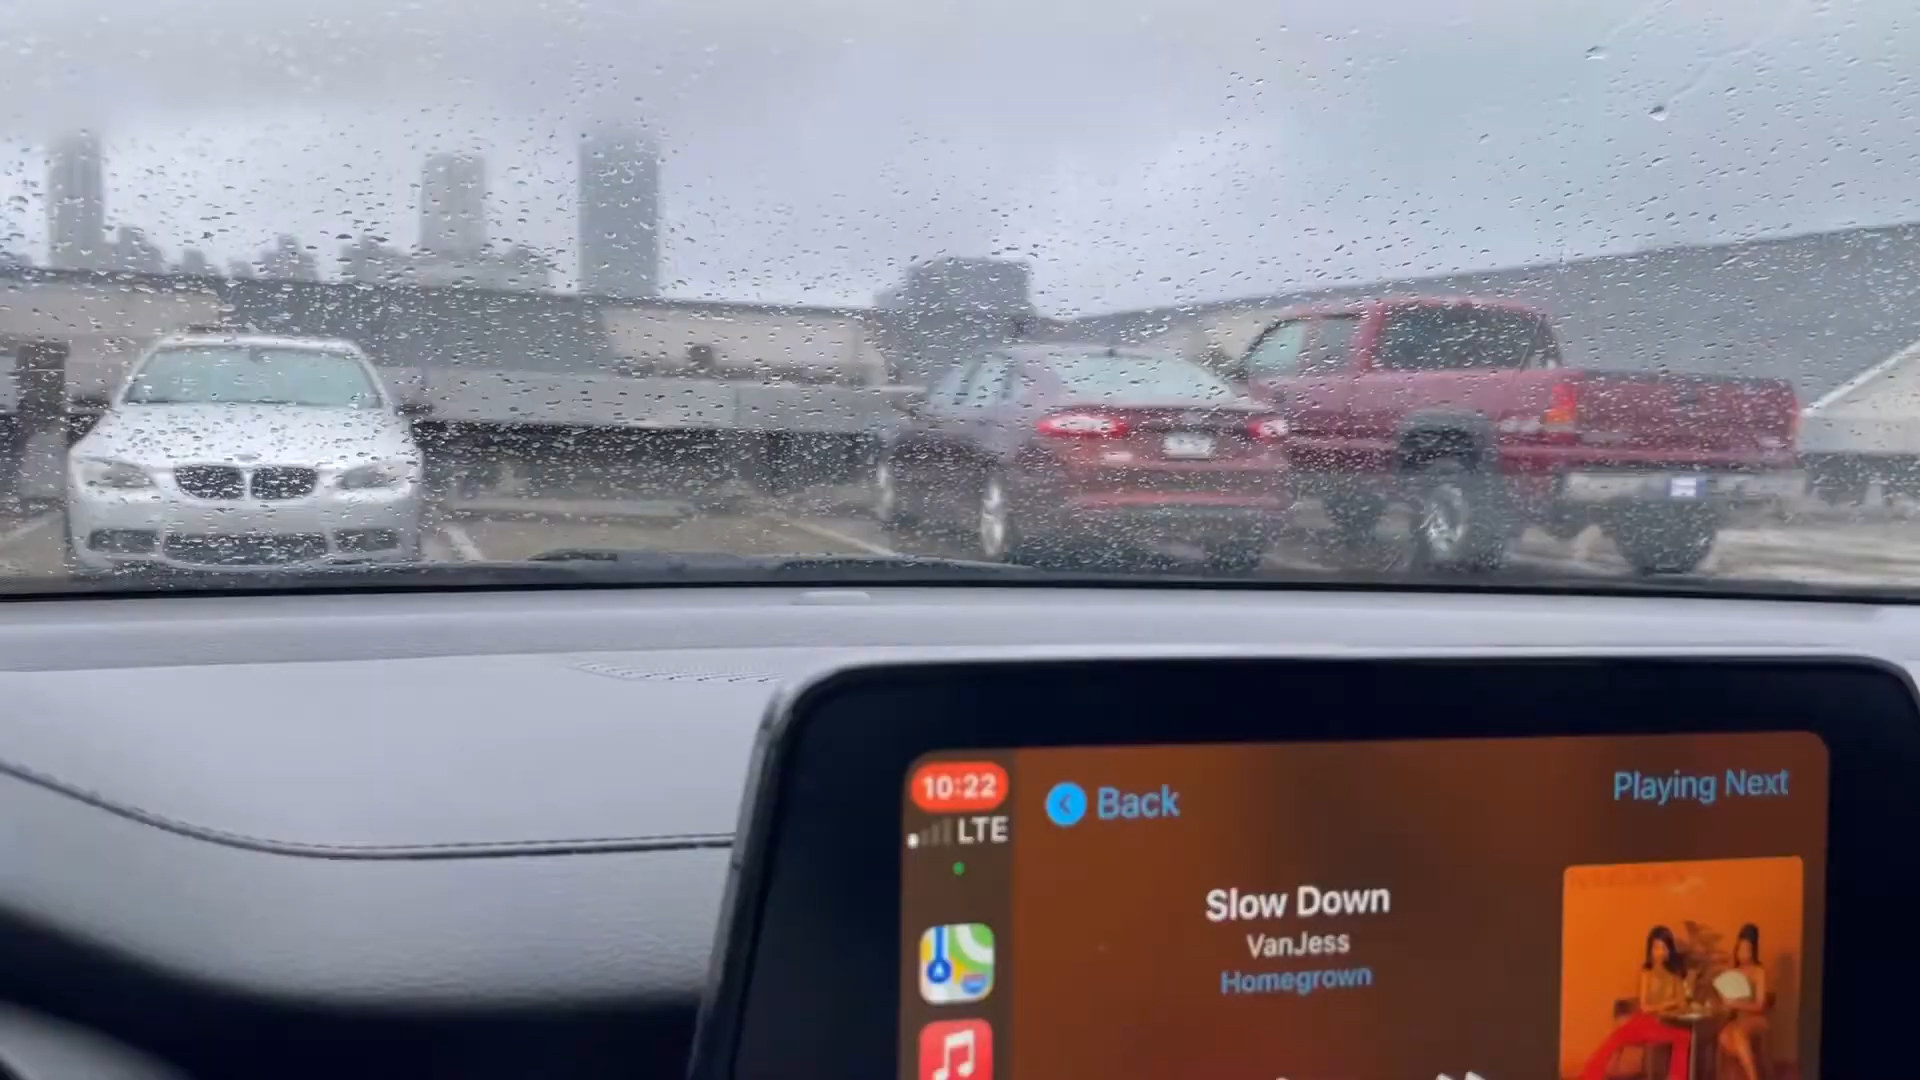 10:22
LTE
Back
Playing Next
Slow Down
VanJess
Homegrown